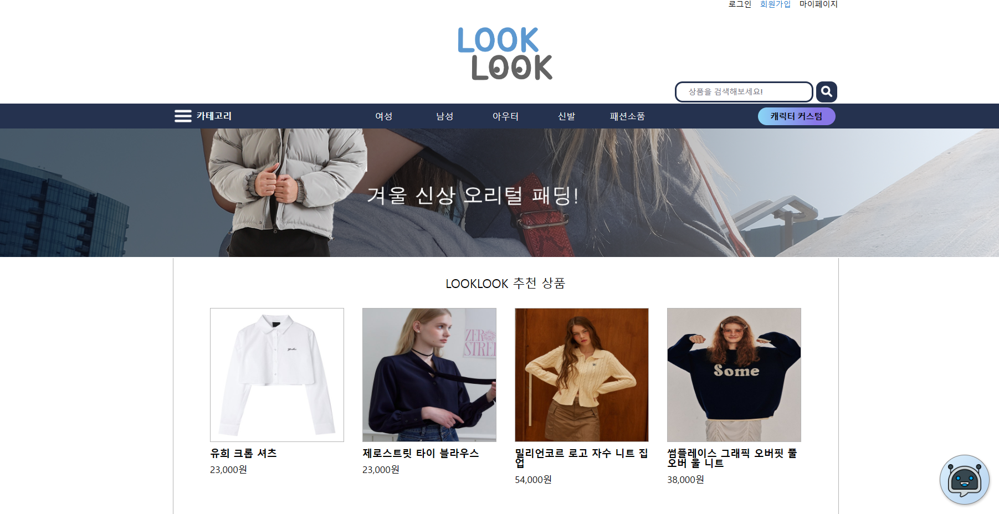 로그인 회원가입 마이페이지
LOOK
LOOK
상품을 검색해보세요!
카테고리 여성 남성 아우터 신발 패션소품 캐릭터 커스텀
겨울 신상 오리털 패딩!
LOOKLOOK 추천 상품
ZERO
STREE
Some
유희 크롭 셔츠
23,000원
제로스트릿 타이 블라우스
23,000원
밀리언코르 로고 자수 니트 집
업
54,000원
썸플레이스 그래픽 오버핏 풀
오버 울 니트
38,000원